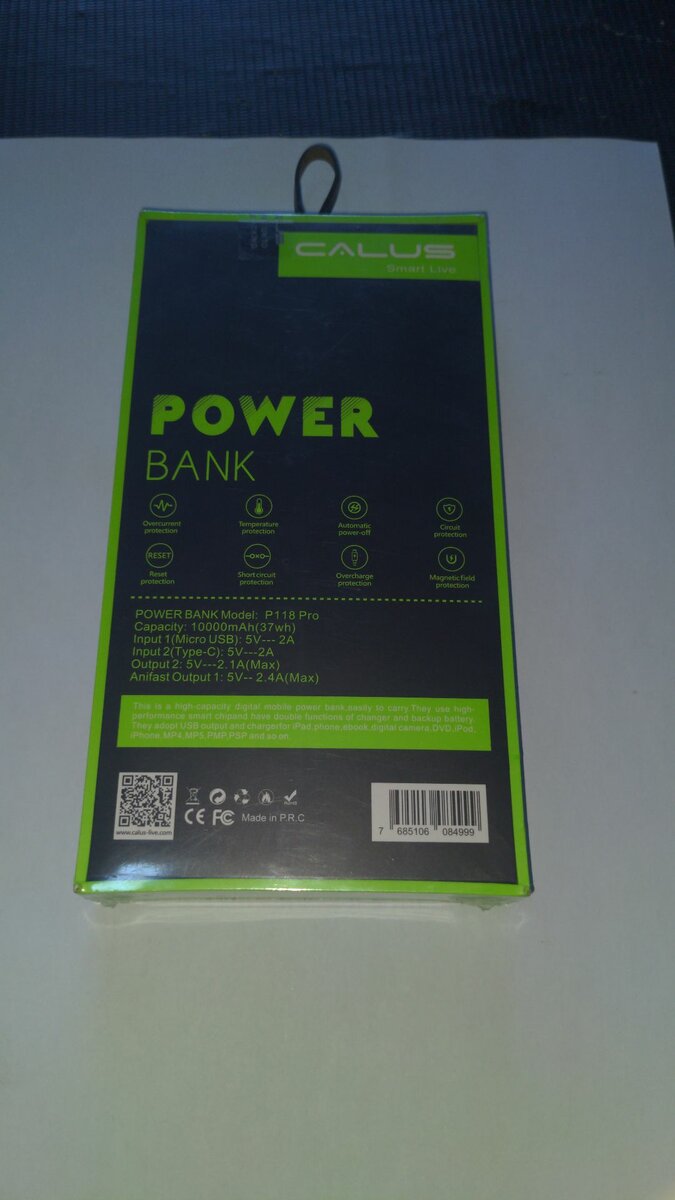 CALUS
Smart Live
POWER
BANK
Overcurrent protection
Temperature protection
Automatic power-off
Circuit protection
RESET
Reset protection
Short circuit protection
Overcharge protection
Magnetic field protection
POWER BANK Model: P118 Pro
Capacity: 10000mAh(37wh)
Input 1(Micro USB): 5V--- 2A
Input 2(Type-C): 5V---2A
Output 2: 5V---2.1A(Max)
Anifast Output 1: 5V-- 2.4A(Max)
This is a high-capacity digital mobile power bank,easily to carry.They use high-
performance smart chipand have double functions of changer and backup battery.
They adopt USB output and chargerfor iPad,phone,ebook,digital camera,DVD,iPod,
iPhone,MP4,MP5,PMP,PSP and so on.
www.calus-live.com
RoHS
CE FC Made in P.R.C
7 685106 084999